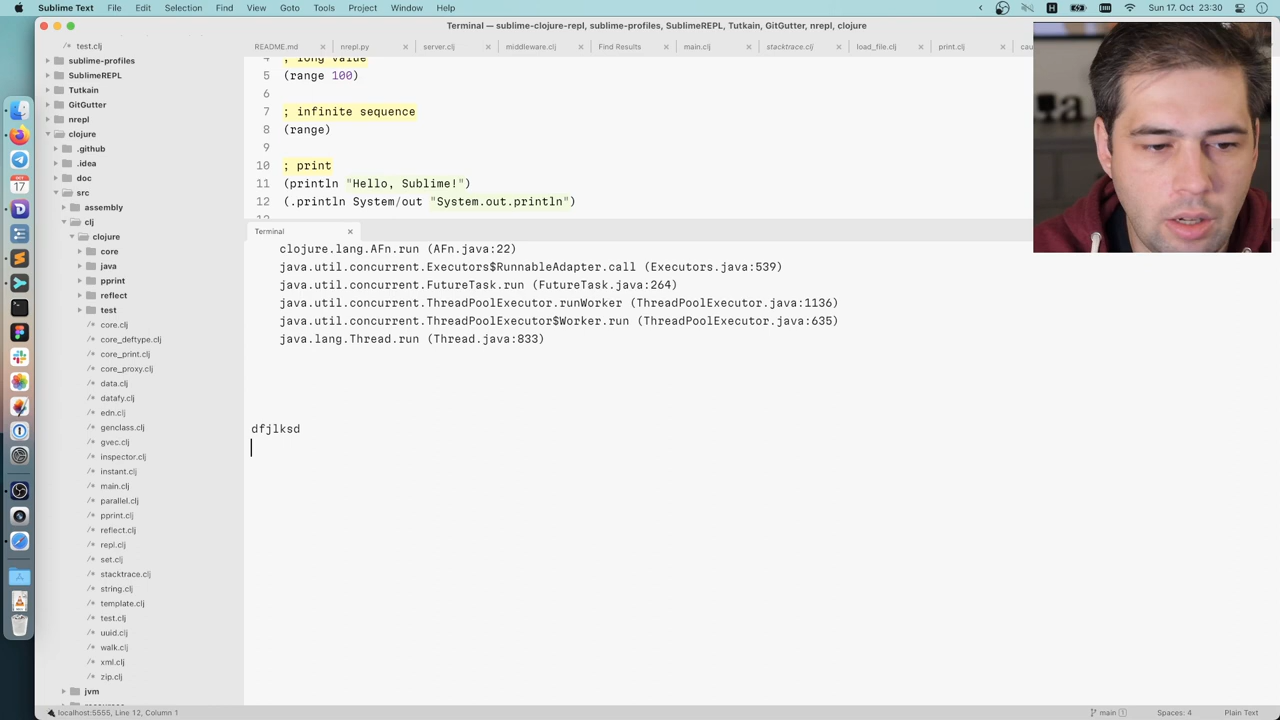 Sublime Text File Edit Selection Find View Goto Tools Project Window Help
Sun 17. Oct 23:30
Terminal — sublime-clojure-repl, sublime-profiles, SublimeREPL, Tutkain, GitGutter, nrepl, clojure
README.md nrepl.py server.clj middleware.clj Find Results main.clj stacktrace.clj load_file.clj print.clj
test.clj
sublime-profiles
SublimeREPL
Tutkain
GitGutter
nrepl
clojure
.github
.idea
doc
src
assembly
clj
clojure
core
java
pprint
reflect
test
core.clj
core_deftype.clj
core_print.clj
core_proxy.clj
data.clj
datafy.clj
edn.clj
genclass.clj
gvec.clj
inspector.clj
instant.clj
main.clj
parallel.clj
pprint.clj
reflect.clj
repl.clj
set.clj
stacktrace.clj
string.clj
template.clj
test.clj
uuid.clj
walk.clj
xml.clj
zip.clj
jvm
4 ; long value
5 (range 100)
6
7 ; infinite sequence
8 (range)
9
10 ; print
11 (println "Hello, Sublime!")
12 (.println System/out "System.out.println")
Terminal
clojure.lang.AFn.run (AFn.java:22)
java.util.concurrent.Executors$RunnableAdapter.call (Executors.java:539)
java.util.concurrent.FutureTask.run (FutureTask.java:264)
java.util.concurrent.ThreadPoolExecutor.runWorker (ThreadPoolExecutor.java:1136)
java.util.concurrent.ThreadPoolExecutor$Worker.run (ThreadPoolExecutor.java:635)
java.lang.Thread.run (Thread.java:833)
dfjlksd
localhost:5555, Line 12, Column 1
main 1 Spaces: 4 Plain Text